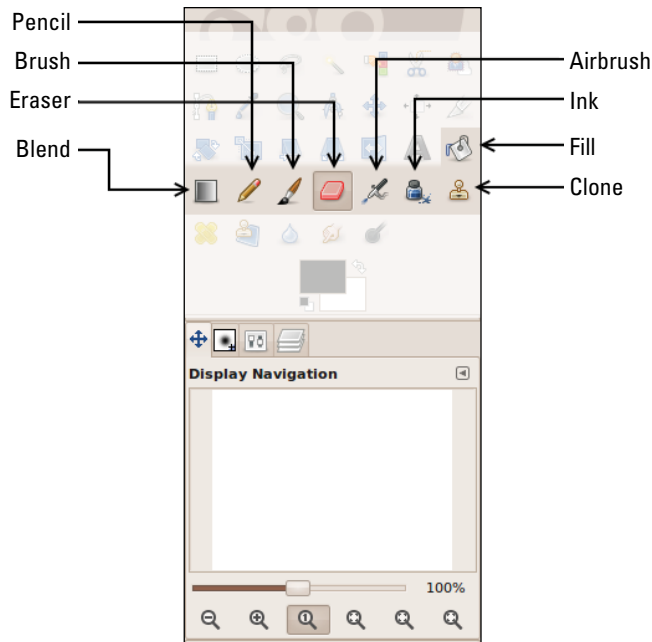 Pencil
Brush
Eraser
Blend
Airbrush
Ink
Fill
Clone
Display Navigation
100%